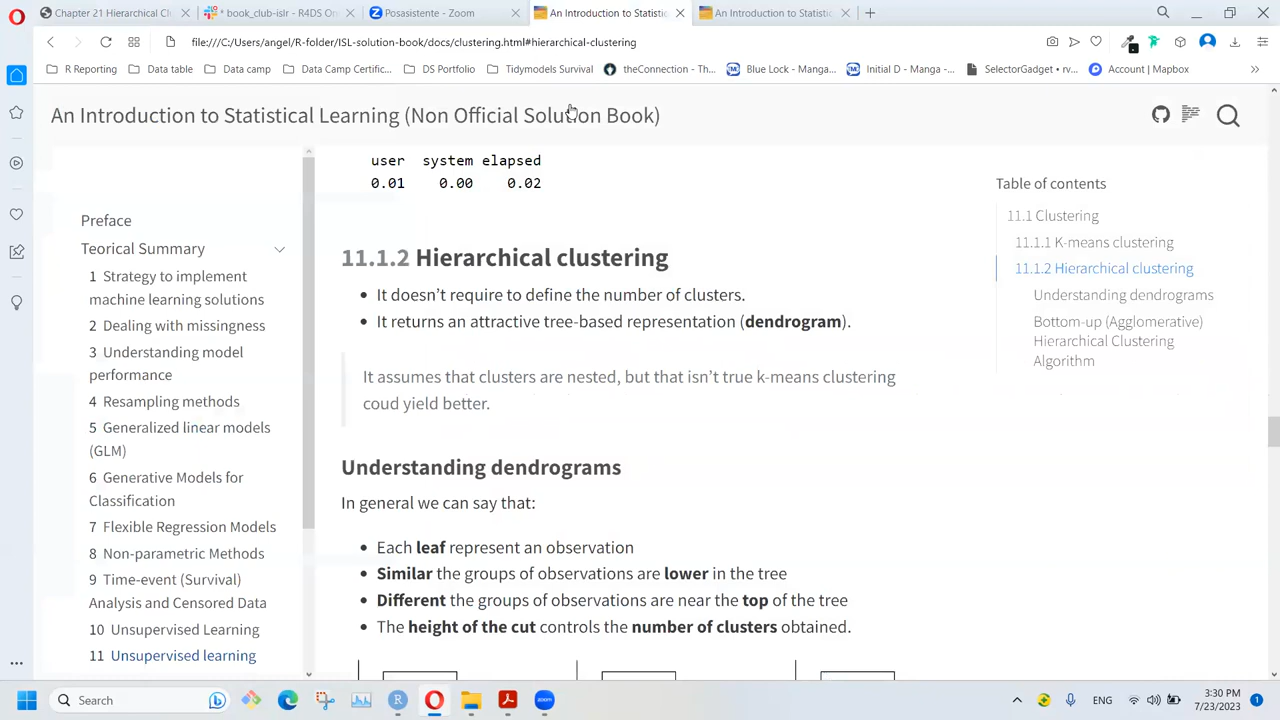 Chapter 21 Hierarchical Clust
* book_club-islr - R4DS On
Posasistente - Zoom
An Introduction to Statistic
An Introduction to Statistic
file:///C:/Users/angel/R-folder/ISL-solution-book/docs/clustering.html#hierarchical-clustering
R Reporting
Data table
Data camp
Data Camp Certific...
DS Portfolio
Tidymodels Survival
theConnection - Th...
Blue Lock - Manga...
Initial D - Manga -...
SelectorGadget • rv...
Account | Mapbox
An Introduction to Statistical Learning (Non Official Solution Book)
user system elapsed
0.01 0.00 0.02
11.1.2 Hierarchical clustering
It doesn't require to define the number of clusters.
It returns an attractive tree-based representation (dendrogram).
It assumes that clusters are nested, but that isn't true k-means clustering
coud yield better.
Understanding dendrograms
In general we can say that:
Each leaf represent an observation
Similar the groups of observations are lower in the tree
Different the groups of observations are near the top of the tree
The height of the cut controls the number of clusters obtained.
Preface
Teorical Summary
1 Strategy to implement
machine learning solutions
2 Dealing with missingness
3 Understanding model
performance
4 Resampling methods
5 Generalized linear models
(GLM)
6 Generative Models for
Classification
7 Flexible Regression Models
8 Non-parametric Methods
9 Time-event (Survival)
Analysis and Censored Data
10 Unsupervised Learning
11 Unsupervised learning
Table of contents
11.1 Clustering
11.1.1 K-means clustering
11.1.2 Hierarchical clustering
Understanding dendrograms
Bottom-up (Agglomerative)
Hierarchical Clustering
Algorithm
Search
ENG
3:30 PM
7/23/2023
1